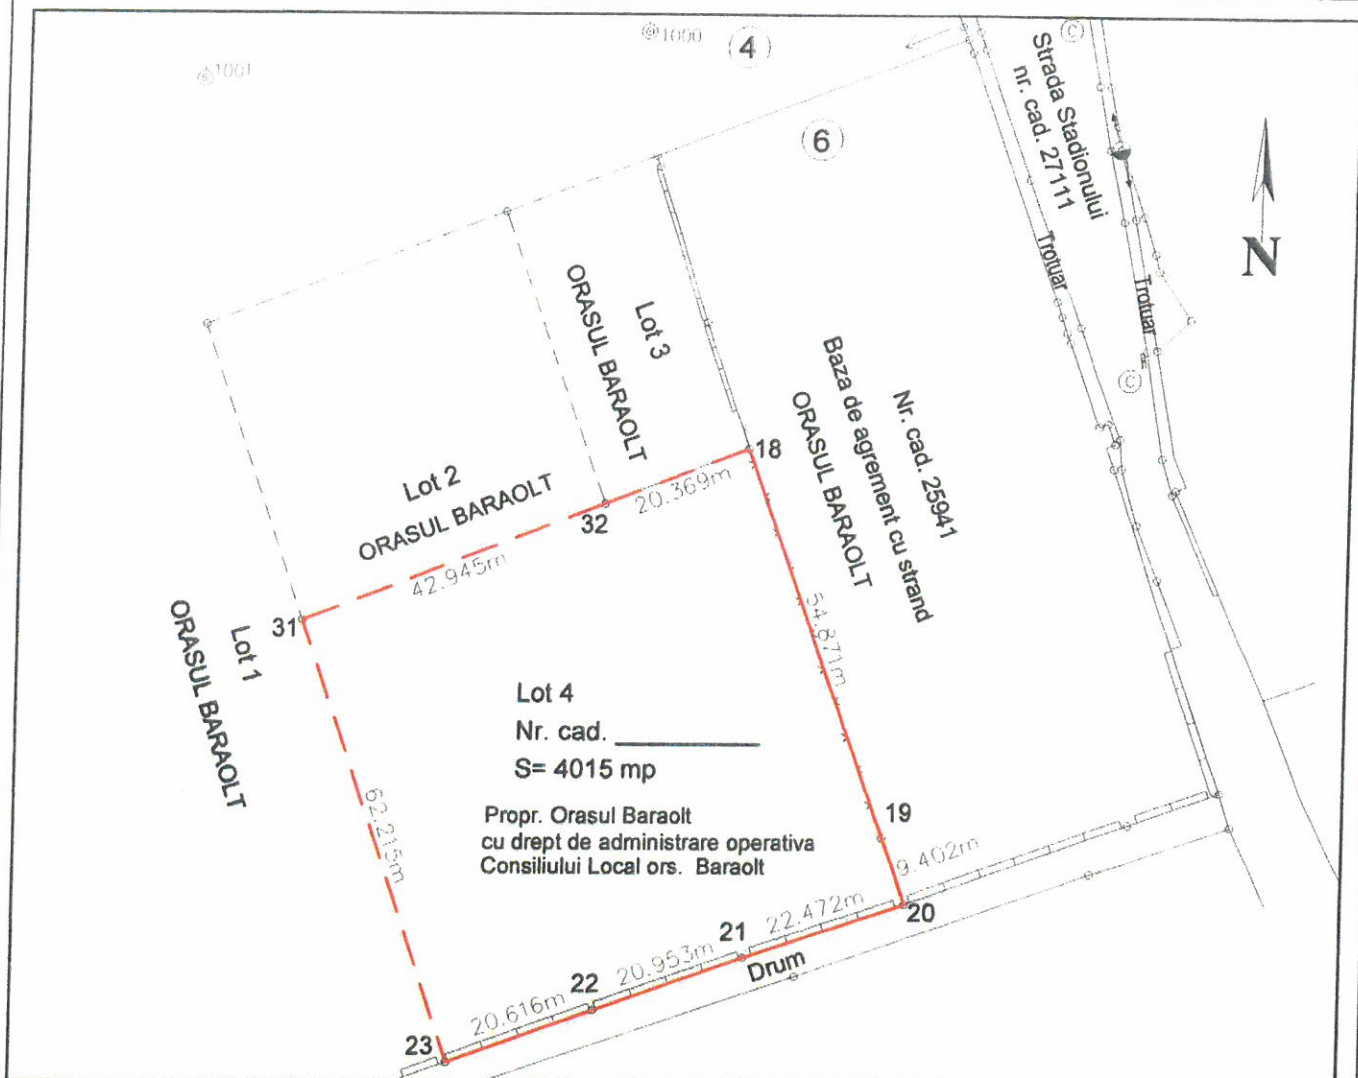 1001
1000
4
6
C
Strada Stadionului
nr. cad. 27111
Trotuar
Trotuar
C
N
Lot 3
ORASUL BARAOLT
Nr. cad. 25941
Baza de agrement cu strand
ORASUL BARAOLT
18
20.369m
32
Lot 2
ORASUL BARAOLT
42.945m
31
Lot 1
ORASUL BARAOLT
54.871m
Lot 4
Nr. cad. __________
S= 4015 mp
Propr. Orasul Baraolt
cu drept de administrare operativa
Consiliului Local ors. Baraolt
62.215m
19
9.402m
20
22.472m
21
Drum
20.953m
22
20.616m
23